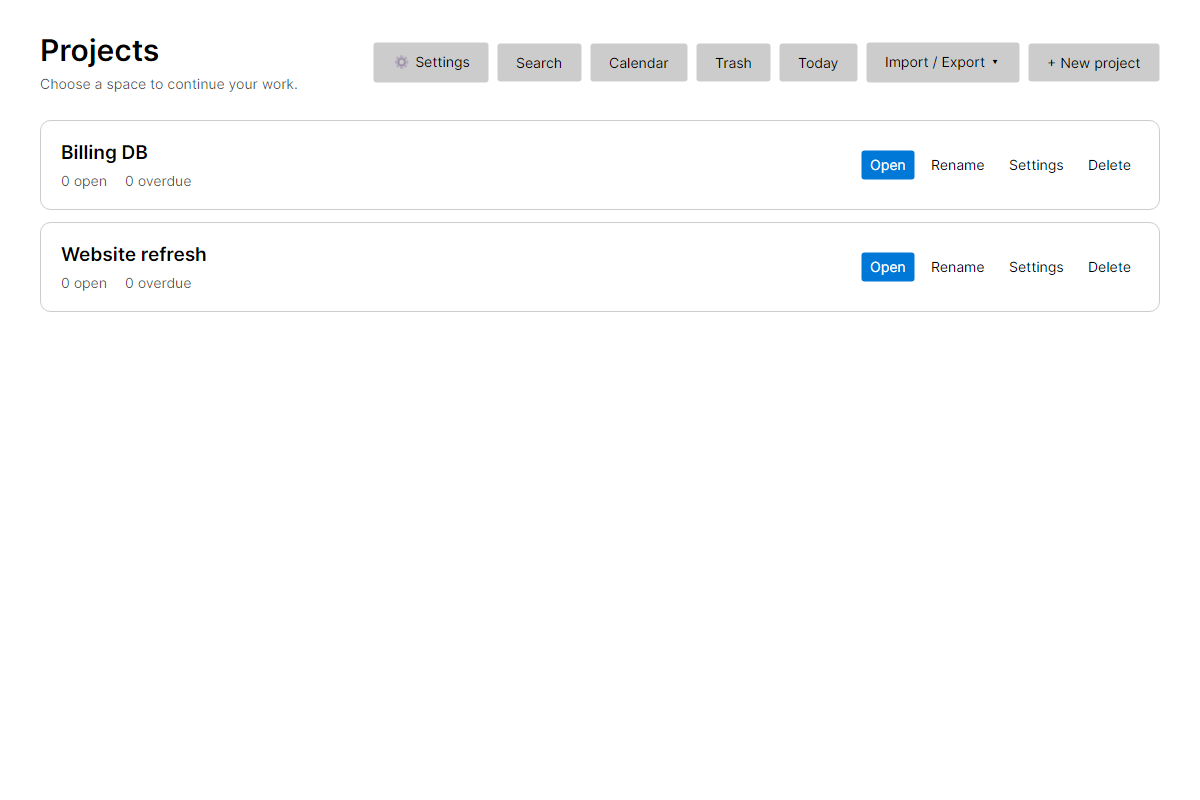 Projects
Choose a space to continue your work.
⚙ Settings
Search
Calendar
Trash
Today
Import / Export ▾
+ New project
Billing DB
0 open 0 overdue
Open Rename Settings Delete
Website refresh
0 open 0 overdue
Open Rename Settings Delete